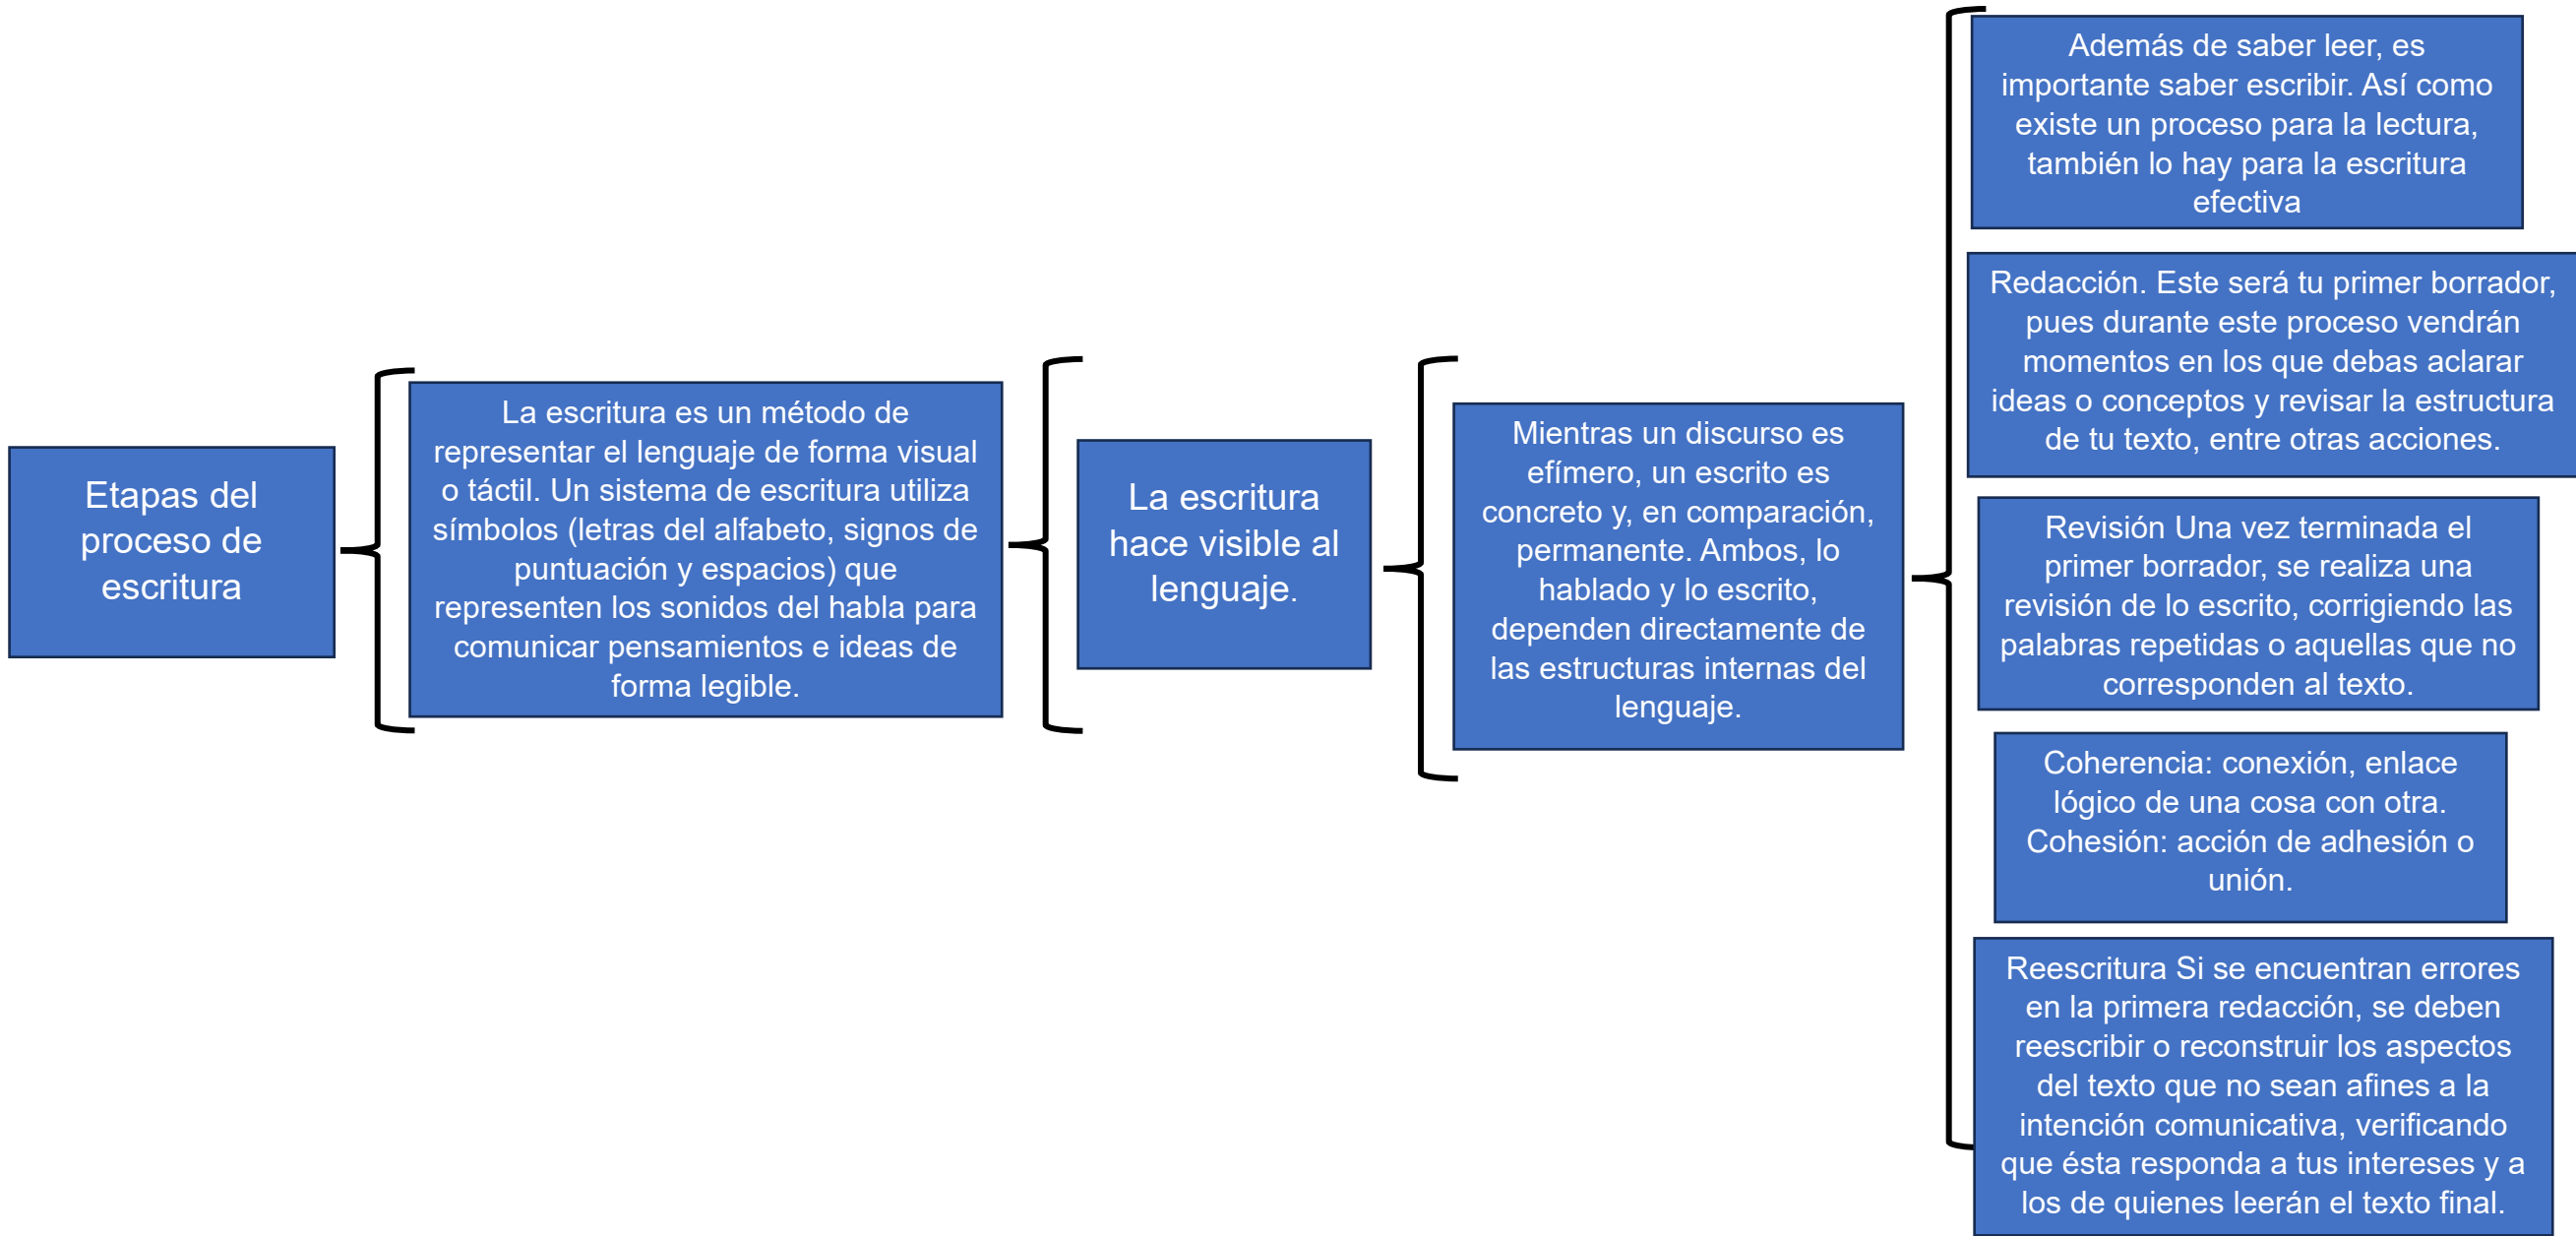 Etapas del
proceso de
escritura
La escritura es un método de
representar el lenguaje de forma visual
o táctil. Un sistema de escritura utiliza
símbolos (letras del alfabeto, signos de
puntuación y espacios) que
representen los sonidos del habla para
comunicar pensamientos e ideas de
forma legible.
La escritura
hace visible al
lenguaje.
Mientras un discurso es
efímero, un escrito es
concreto y, en comparación,
permanente. Ambos, lo
hablado y lo escrito,
dependen directamente de
las estructuras internas del
lenguaje.
Además de saber leer, es
importante saber escribir. Así como
existe un proceso para la lectura,
también lo hay para la escritura
efectiva
Redacción. Este será tu primer borrador,
pues durante este proceso vendrán
momentos en los que debas aclarar
ideas o conceptos y revisar la estructura
de tu texto, entre otras acciones.
Revisión Una vez terminada el
primer borrador, se realiza una
revisión de lo escrito, corrigiendo las
palabras repetidas o aquellas que no
corresponden al texto.
Coherencia: conexión, enlace
lógico de una cosa con otra.
Cohesión: acción de adhesión o
unión.
Reescritura Si se encuentran errores
en la primera redacción, se deben
reescribir o reconstruir los aspectos
del texto que no sean afines a la
intención comunicativa, verificando
que ésta responda a tus intereses y a
los de quienes leerán el texto final.